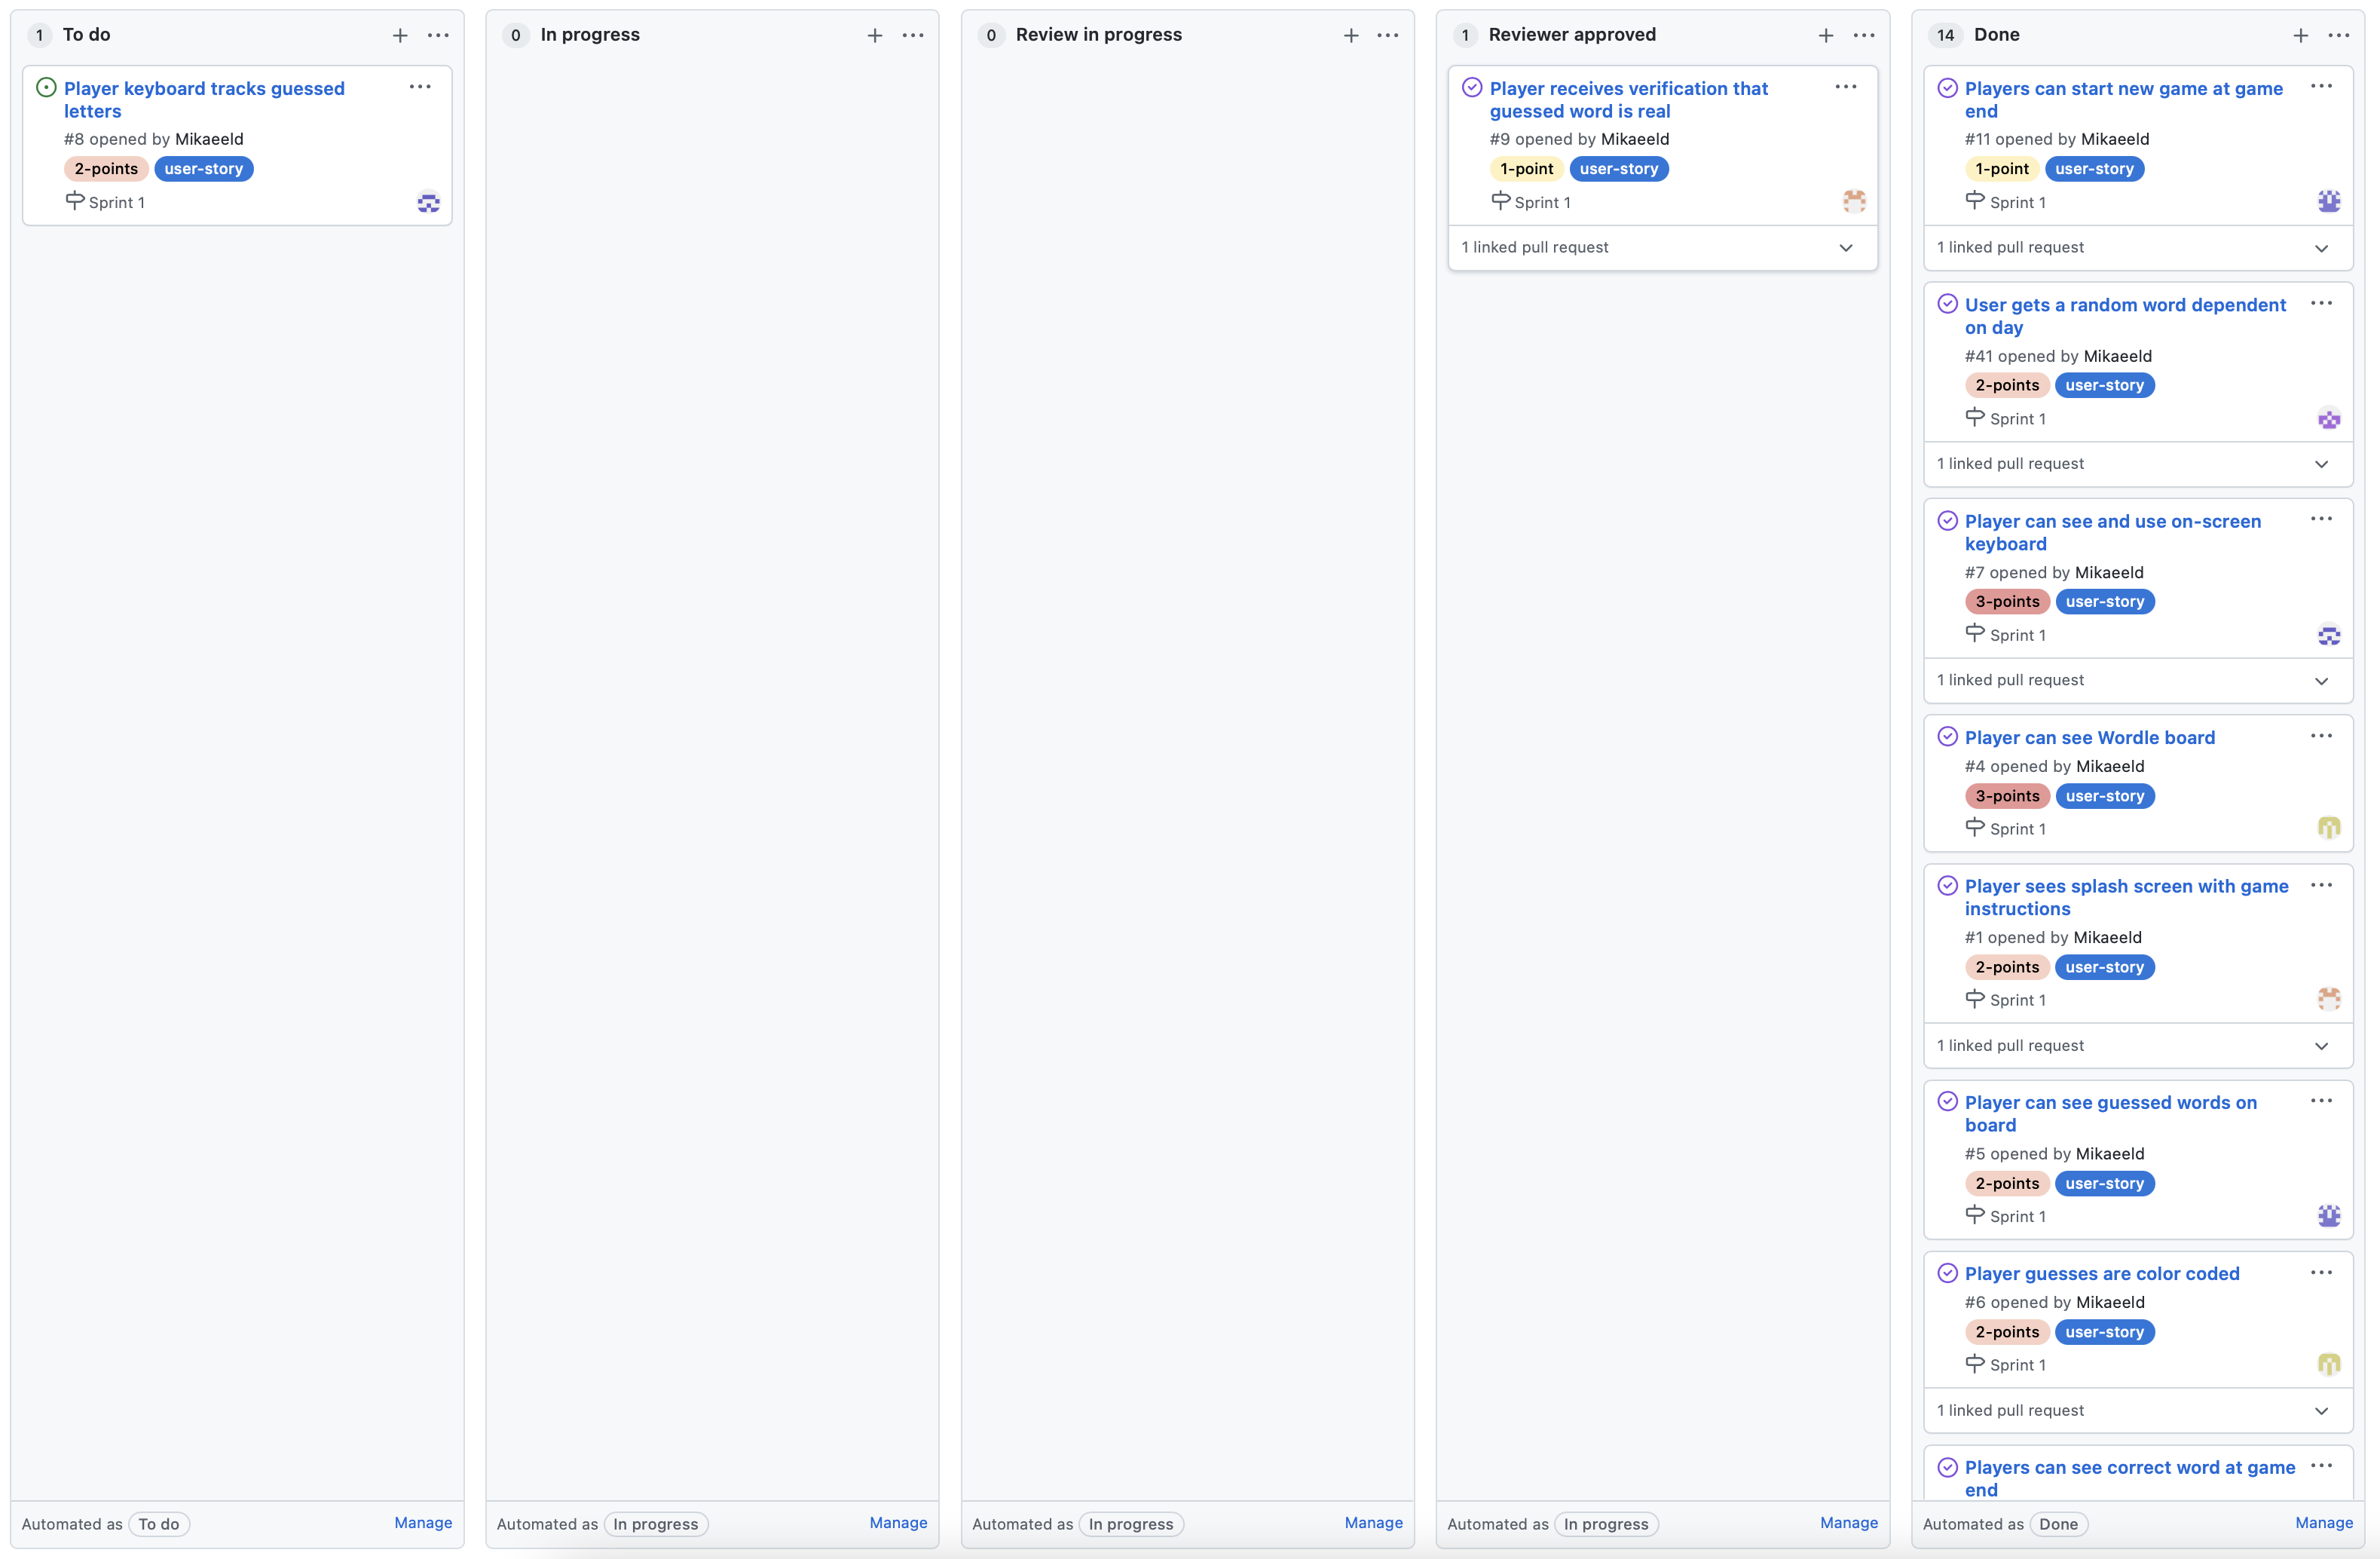 1 To do
Player keyboard tracks guessed
letters
#8 opened by Mikaeeld
2-points user-story
Sprint 1
Automated as To do Manage
0 In progress
Automated as In progress Manage
0 Review in progress
Automated as In progress Manage
1 Reviewer approved
Player receives verification that
guessed word is real
#9 opened by Mikaeeld
1-point user-story
Sprint 1
1 linked pull request
Automated as In progress Manage
14 Done
Players can start new game at game
end
#11 opened by Mikaeeld
1-point user-story
Sprint 1
1 linked pull request
User gets a random word dependent
on day
#41 opened by Mikaeeld
2-points user-story
Sprint 1
1 linked pull request
Player can see and use on-screen
keyboard
#7 opened by Mikaeeld
3-points user-story
Sprint 1
1 linked pull request
Player can see Wordle board
#4 opened by Mikaeeld
3-points user-story
Sprint 1
Player sees splash screen with game
instructions
#1 opened by Mikaeeld
2-points user-story
Sprint 1
1 linked pull request
Player can see guessed words on
board
#5 opened by Mikaeeld
2-points user-story
Sprint 1
Player guesses are color coded
#6 opened by Mikaeeld
2-points user-story
Sprint 1
1 linked pull request
Players can see correct word at game
end
Automated as Done Manage